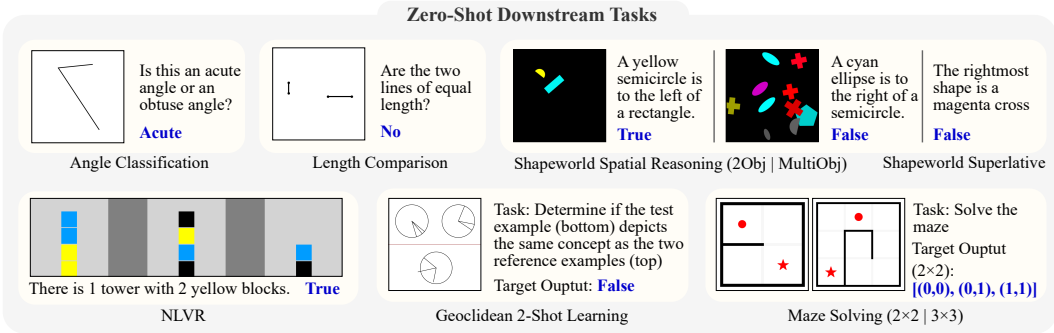 Zero-Shot Downstream Tasks
Is this an acute
angle or an
obtuse angle?
Acute
Angle Classification
Are the two
lines of equal
length?
No
Length Comparison
A yellow
semicircle is
to the left of
a rectangle.
True
A cyan
ellipse is to
the right of a
semicircle.
False
The rightmost
shape is a
magenta cross
False
Shapeworld Spatial Reasoning (2Obj | MultiObj)
Shapeworld Superlative
There is 1 tower with 2 yellow blocks. True
NLVR
Task: Determine if the test
example (bottom) depicts
the same concept as the two
reference examples (top)
Target Ouptut: False
Geoclidean 2-Shot Learning
Task: Solve the
maze
Target Ouptut
(2×2):
[(0,0), (0,1), (1,1)]
Maze Solving (2×2 | 3×3)